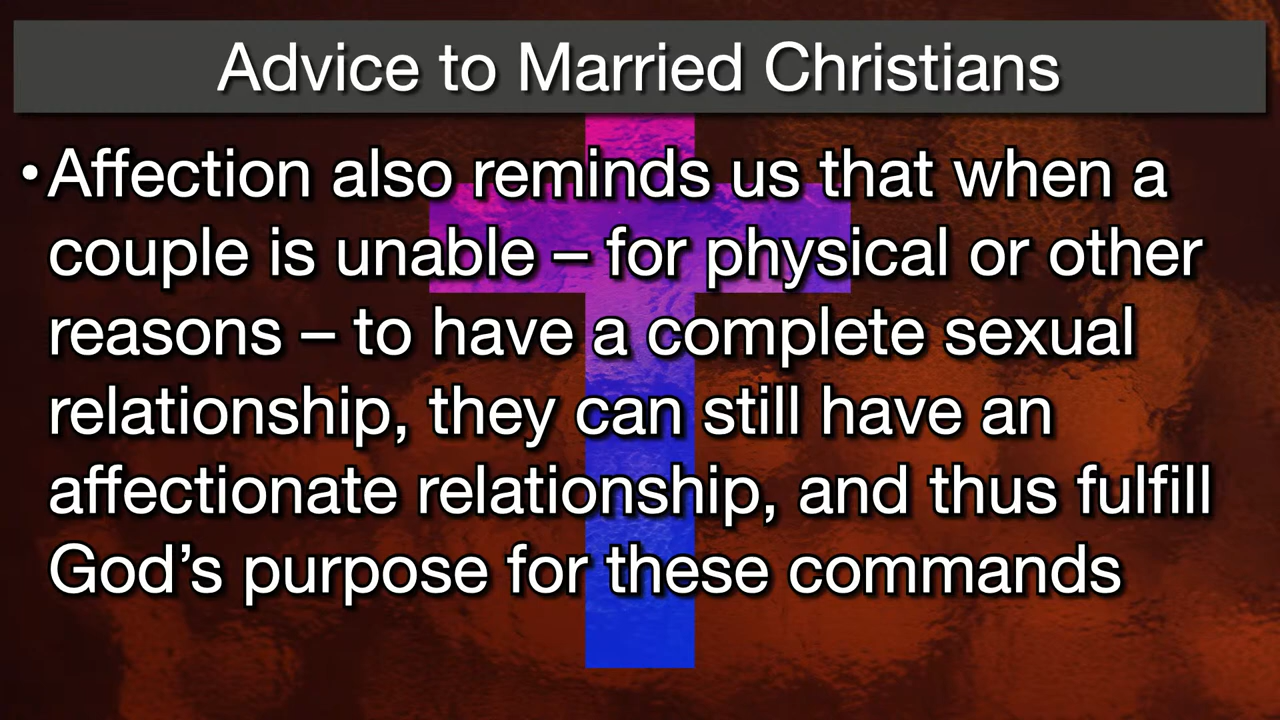 Advice to Married Christians
• Affection also reminds us that when a
couple is unable – for physical or other
reasons – to have a complete sexual
relationship, they can still have an
affectionate relationship, and thus fulfill
God’s purpose for these commands